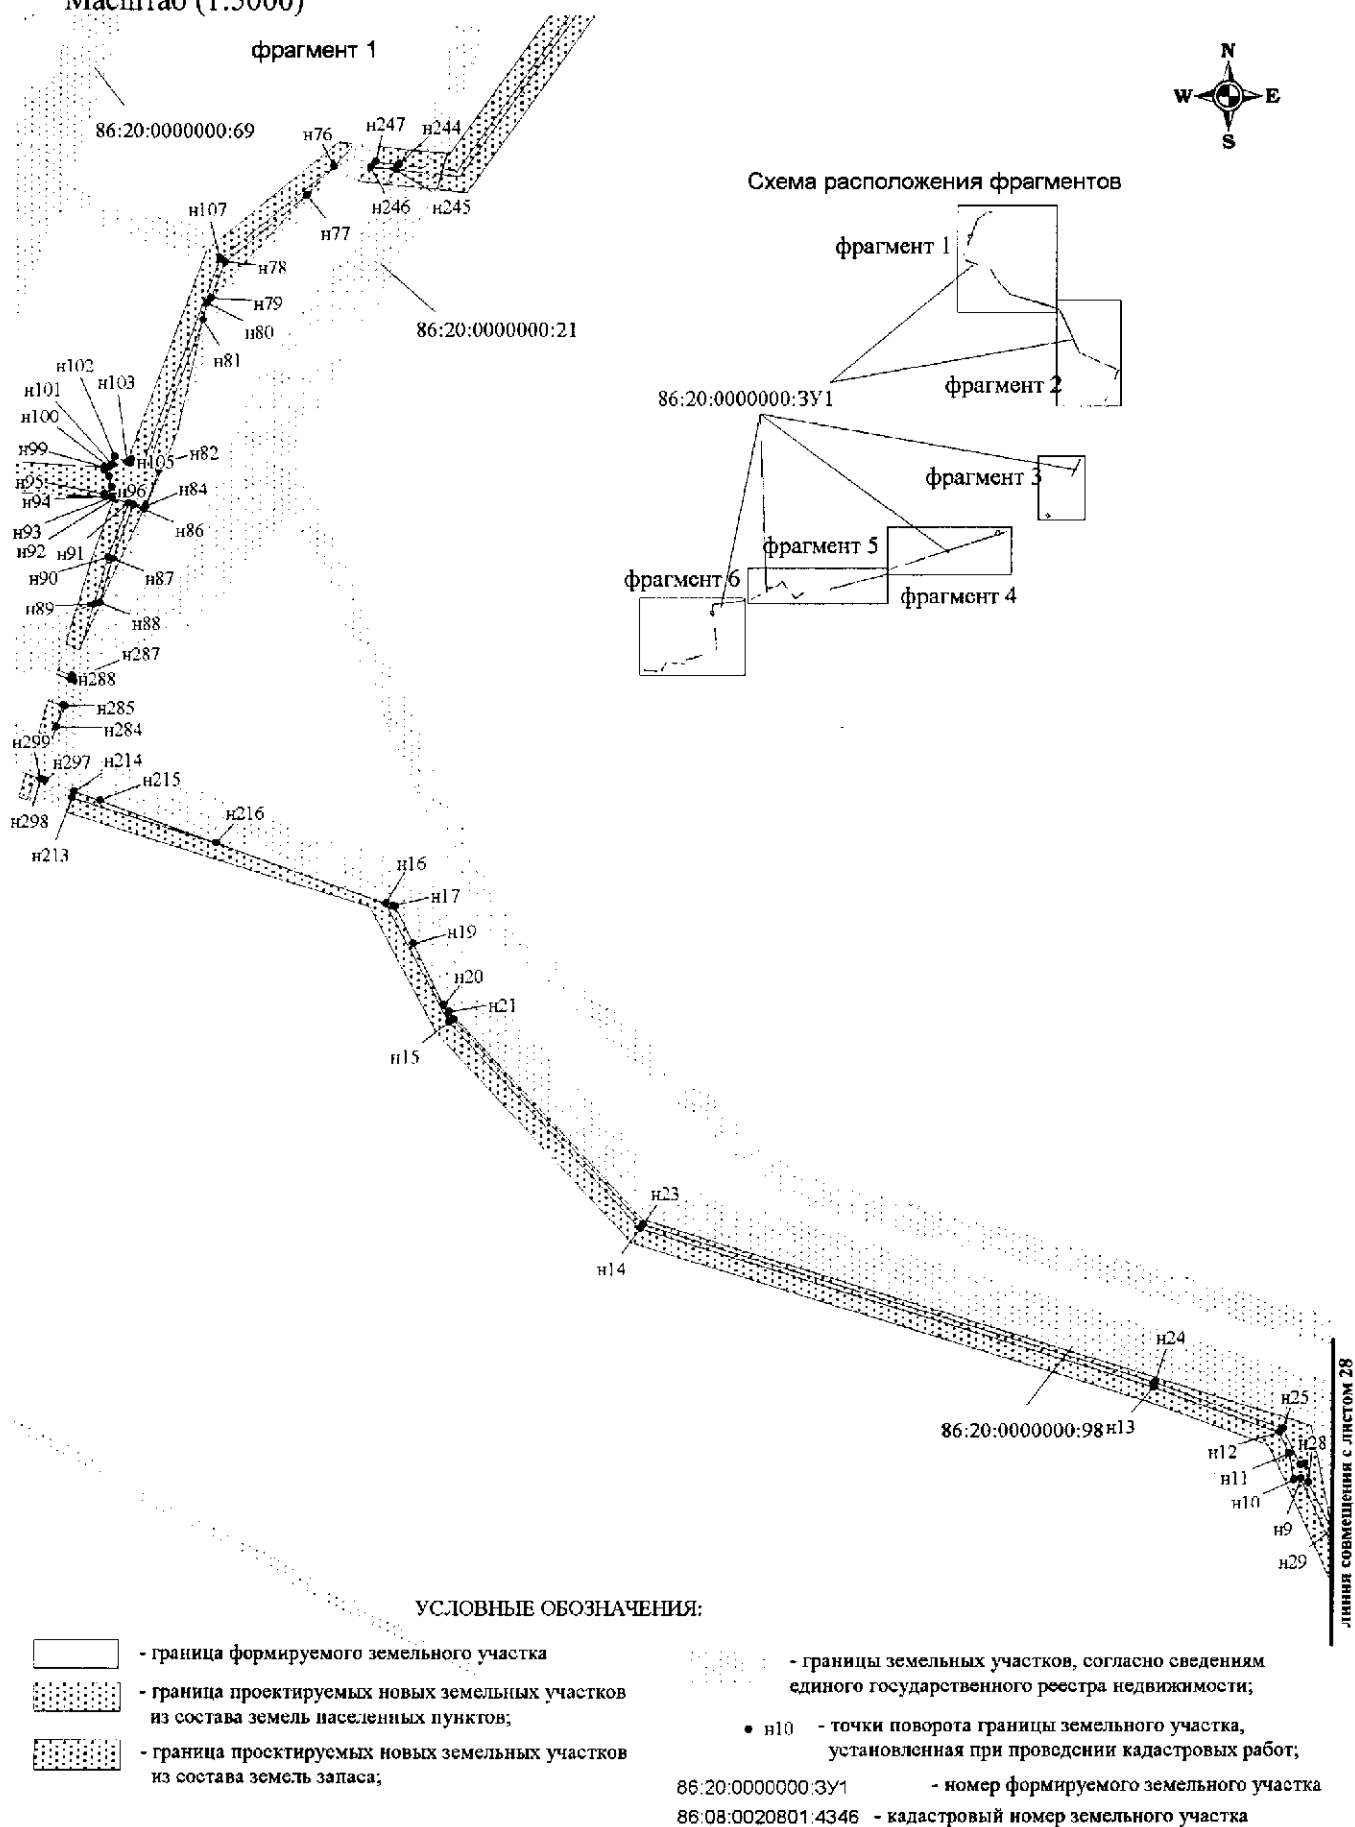 Масштаб (1:5000)
фрагмент 1
N
W E
S
86:20:0000000:69
н76
н247
н244
н246
н245
н77
н107
н78
н79
н80
н81
86:20:0000000:21
Схема расположения фрагментов
фрагмент 1
фрагмент 2
86:20:0000000:ЗУ1
фрагмент 3
фрагмент 5
фрагмент 6
фрагмент 4
н102
н103
н101
н100
н99
н82
н105
н95
н96
н84
н94
н93
н86
н92
н91
н90
н87
н89
н88
н287
н288
н285
н284
н299
н297
н214
н215
н298
н216
н213
н16
н17
н19
н20
н21
н15
н23
н14
н24
86:20:0000000:98
н13
н25
н12
н28
н11
н10
н9
н29
линия совмещения с листом 28
УСЛОВНЫЕ ОБОЗНАЧЕНИЯ:
- граница формируемого земельного участка
- граница проектируемых новых земельных участков
из состава земель населенных пунктов;
- граница проектируемых новых земельных участков
из состава земель запаса;
- границы земельных участков, согласно сведениям
единого государственного реестра недвижимости;
• н10 - точки поворота границы земельного участка,
установленная при проведении кадастровых работ;
86:20:0000000:ЗУ1 - номер формируемого земельного участка
86:08:0020801:4346 - кадастровый номер земельного участка